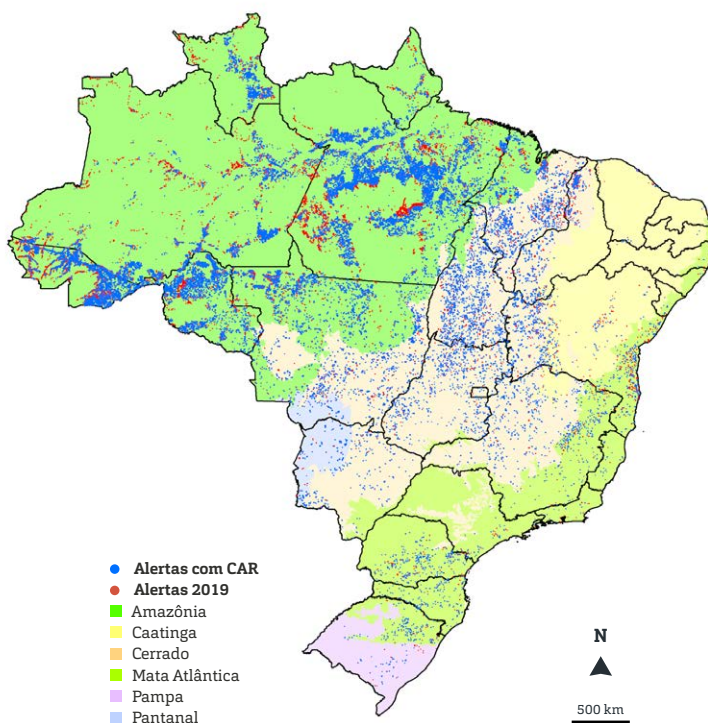 Alertas com CAR
Alertas 2019
Amazônia
Caatinga
Cerrado
Mata Atlântica
Pampa
Pantanal
N
500 km